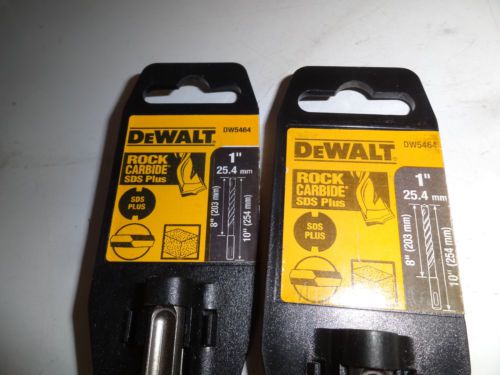 DEWALT
DW5464
ROCK
CARBIDE®
SDS Plus
1"
25.4 mm
SDS
PLUS
8" (203 mm)
10" (254 mm)
DEWALT
DW5464
ROCK
CARBIDE®
SDS Plus
1"
25.4 mm
SDS
PLUS
8" (203 mm)
10" (254 mm)